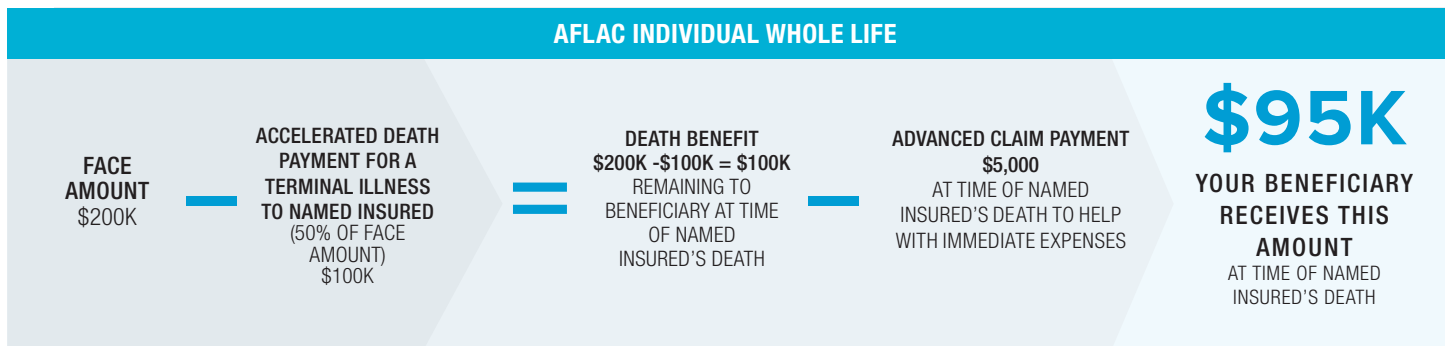 AFLAC INDIVIDUAL WHOLE LIFE
FACE
AMOUNT
$200K
ACCELERATED DEATH
PAYMENT FOR A
TERMINAL ILLNESS
TO NAMED INSURED
(50% OF FACE
AMOUNT)
$100K
DEATH BENEFIT
$200K -$100K = $100K
REMAINING TO
BENEFICIARY AT TIME
OF NAMED
INSURED’S DEATH
ADVANCED CLAIM PAYMENT
$5,000
AT TIME OF NAMED
INSURED’S DEATH TO HELP
WITH IMMEDIATE EXPENSES
$95K
YOUR BENEFICIARY
RECEIVES THIS
AMOUNT
AT TIME OF NAMED
INSURED’S DEATH